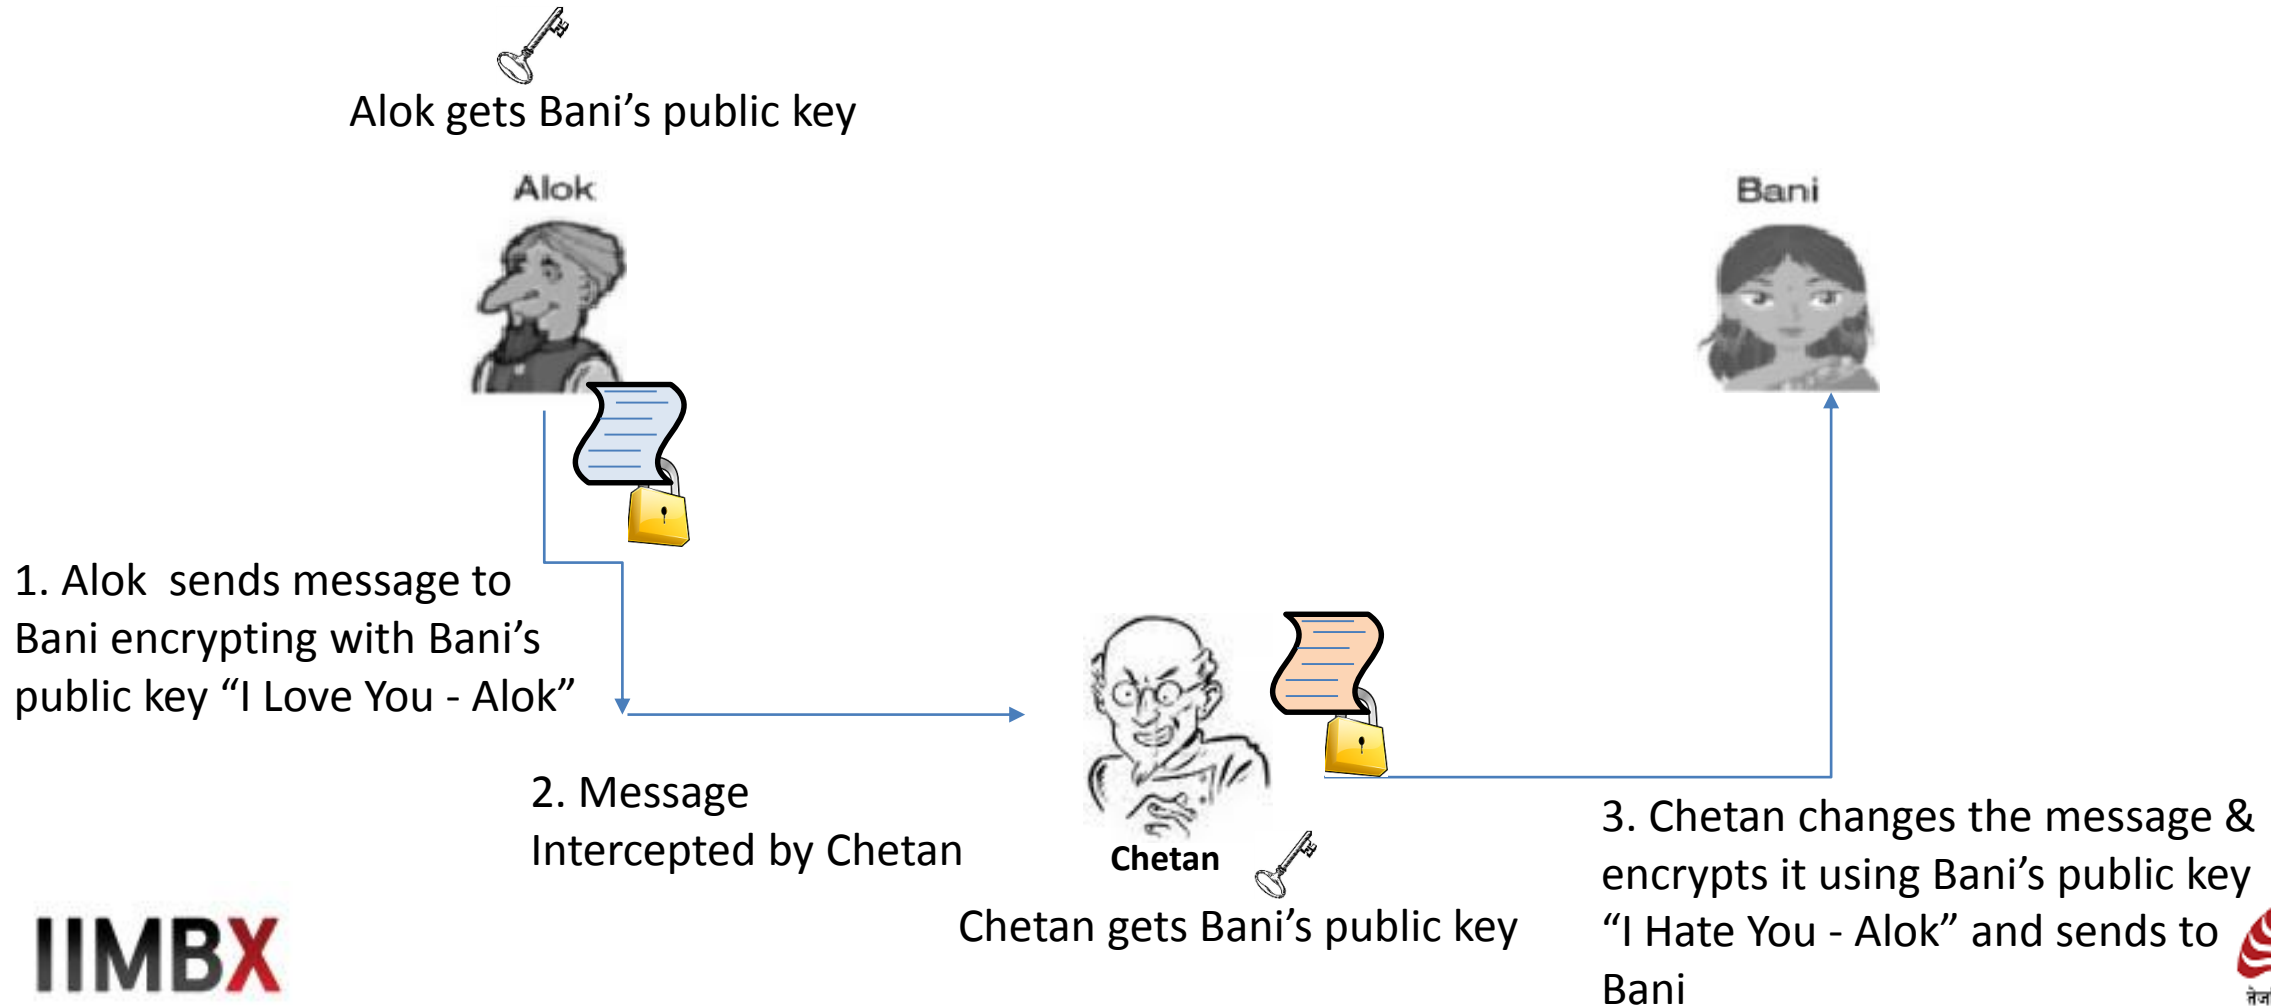 Alok gets Bani’s public key
Alok
Bani
1. Alok  sends message to
Bani encrypting with Bani’s
public key “I Love You - Alok”
2. Message
Intercepted by Chetan
Chetan
Chetan gets Bani’s public key
3. Chetan changes the message &
encrypts it using Bani’s public key
“I Hate You - Alok” and sends to
Bani
IIMBX